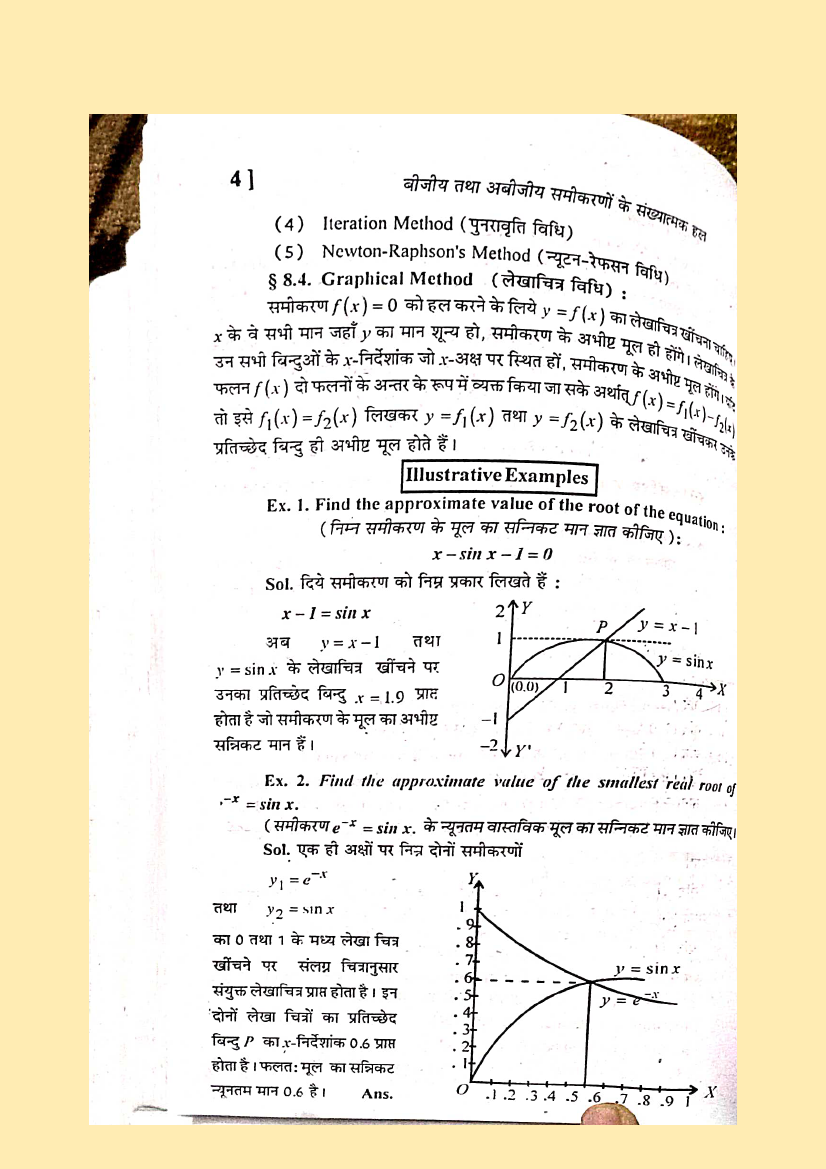 4 ]
बीजीय तथा अबीजीय समीकरणों के संख्यात्मक हल
(4) Iteration Method (पुनरावृति विधि)
(5) Newton-Raphson's Method (न्यूटन-रेफसन विधि)
§ 8.4. Graphical Method (लेखाचित्र विधि) :
समीकरण f(x) = 0 को हल करने के लिये y = f(x) का लेखाचित्र खींचना चाहिए।
x के वे सभी मान जहाँ y का मान शून्य हो, समीकरण के अभीष्ट मूल ही होंगे। लेखाचित्र के
उन सभी बिन्दुओं के x-निर्देशांक जो x-अक्ष पर स्थित हों, समीकरण के अभीष्ट मूल होंगे। यदि
फलन f(x) दो फलनों के अन्तर के रूप में व्यक्त किया जा सके अर्थात् f(x) = f₁(x) – f₂(x)
तो इसे f₁(x) = f₂(x) लिखकर y = f₁(x) तथा y = f₂(x) के लेखाचित्र खींचकर उनके
प्रतिच्छेद बिन्दु ही अभीष्ट मूल होते हैं।
Illustrative Examples
Ex. 1. Find the approximate value of the root of the equation :
(निम्न समीकरण के मूल का सन्निकट मान ज्ञात कीजिए ):
x – sin x – 1 = 0
Sol. दिये समीकरण को निम्न प्रकार लिखते हैं :
x – 1 = sin x
अब y = x – 1 तथा
y = sin x के लेखाचित्र खींचने पर
उनका प्रतिच्छेद बिन्दु x = 1.9 प्राप्त
होता है जो समीकरण के मूल का अभीष्ट
सन्निकट मान हैं।
2 Y
P y = x – 1
1
y = sin x
O (0,0) 1 2 3 4 X
–1
–2 Y'
Ex. 2. Find the approximate value of the smallest real root of
-x = sin x.
(समीकरण e⁻ˣ = sin x. के न्यूनतम वास्तविक मूल का सन्निकट मान ज्ञात कीजिए।
Sol. एक ही अक्षों पर निम्न दोनों समीकरणों
y₁ = e⁻ˣ
तथा y₂ = sin x
का 0 तथा 1 के मध्य लेखा चित्र
खींचने पर संलग्न चित्रानुसार
संयुक्त लेखाचित्र प्राप्त होता है। इन
दोनों लेखा चित्रों का प्रतिच्छेद
बिन्दु P का x-निर्देशांक 0.6 प्राप्त
होता है। फलत: मूल का सन्निकट
न्यूनतम मान 0.6 है। Ans.
Y
1
.9
.8
.7
y = sin x
.6
.5
y = e⁻ˣ
.4
.3
.2
.1
O .1 .2 .3 .4 .5 .6 .7 .8 .9 1 X